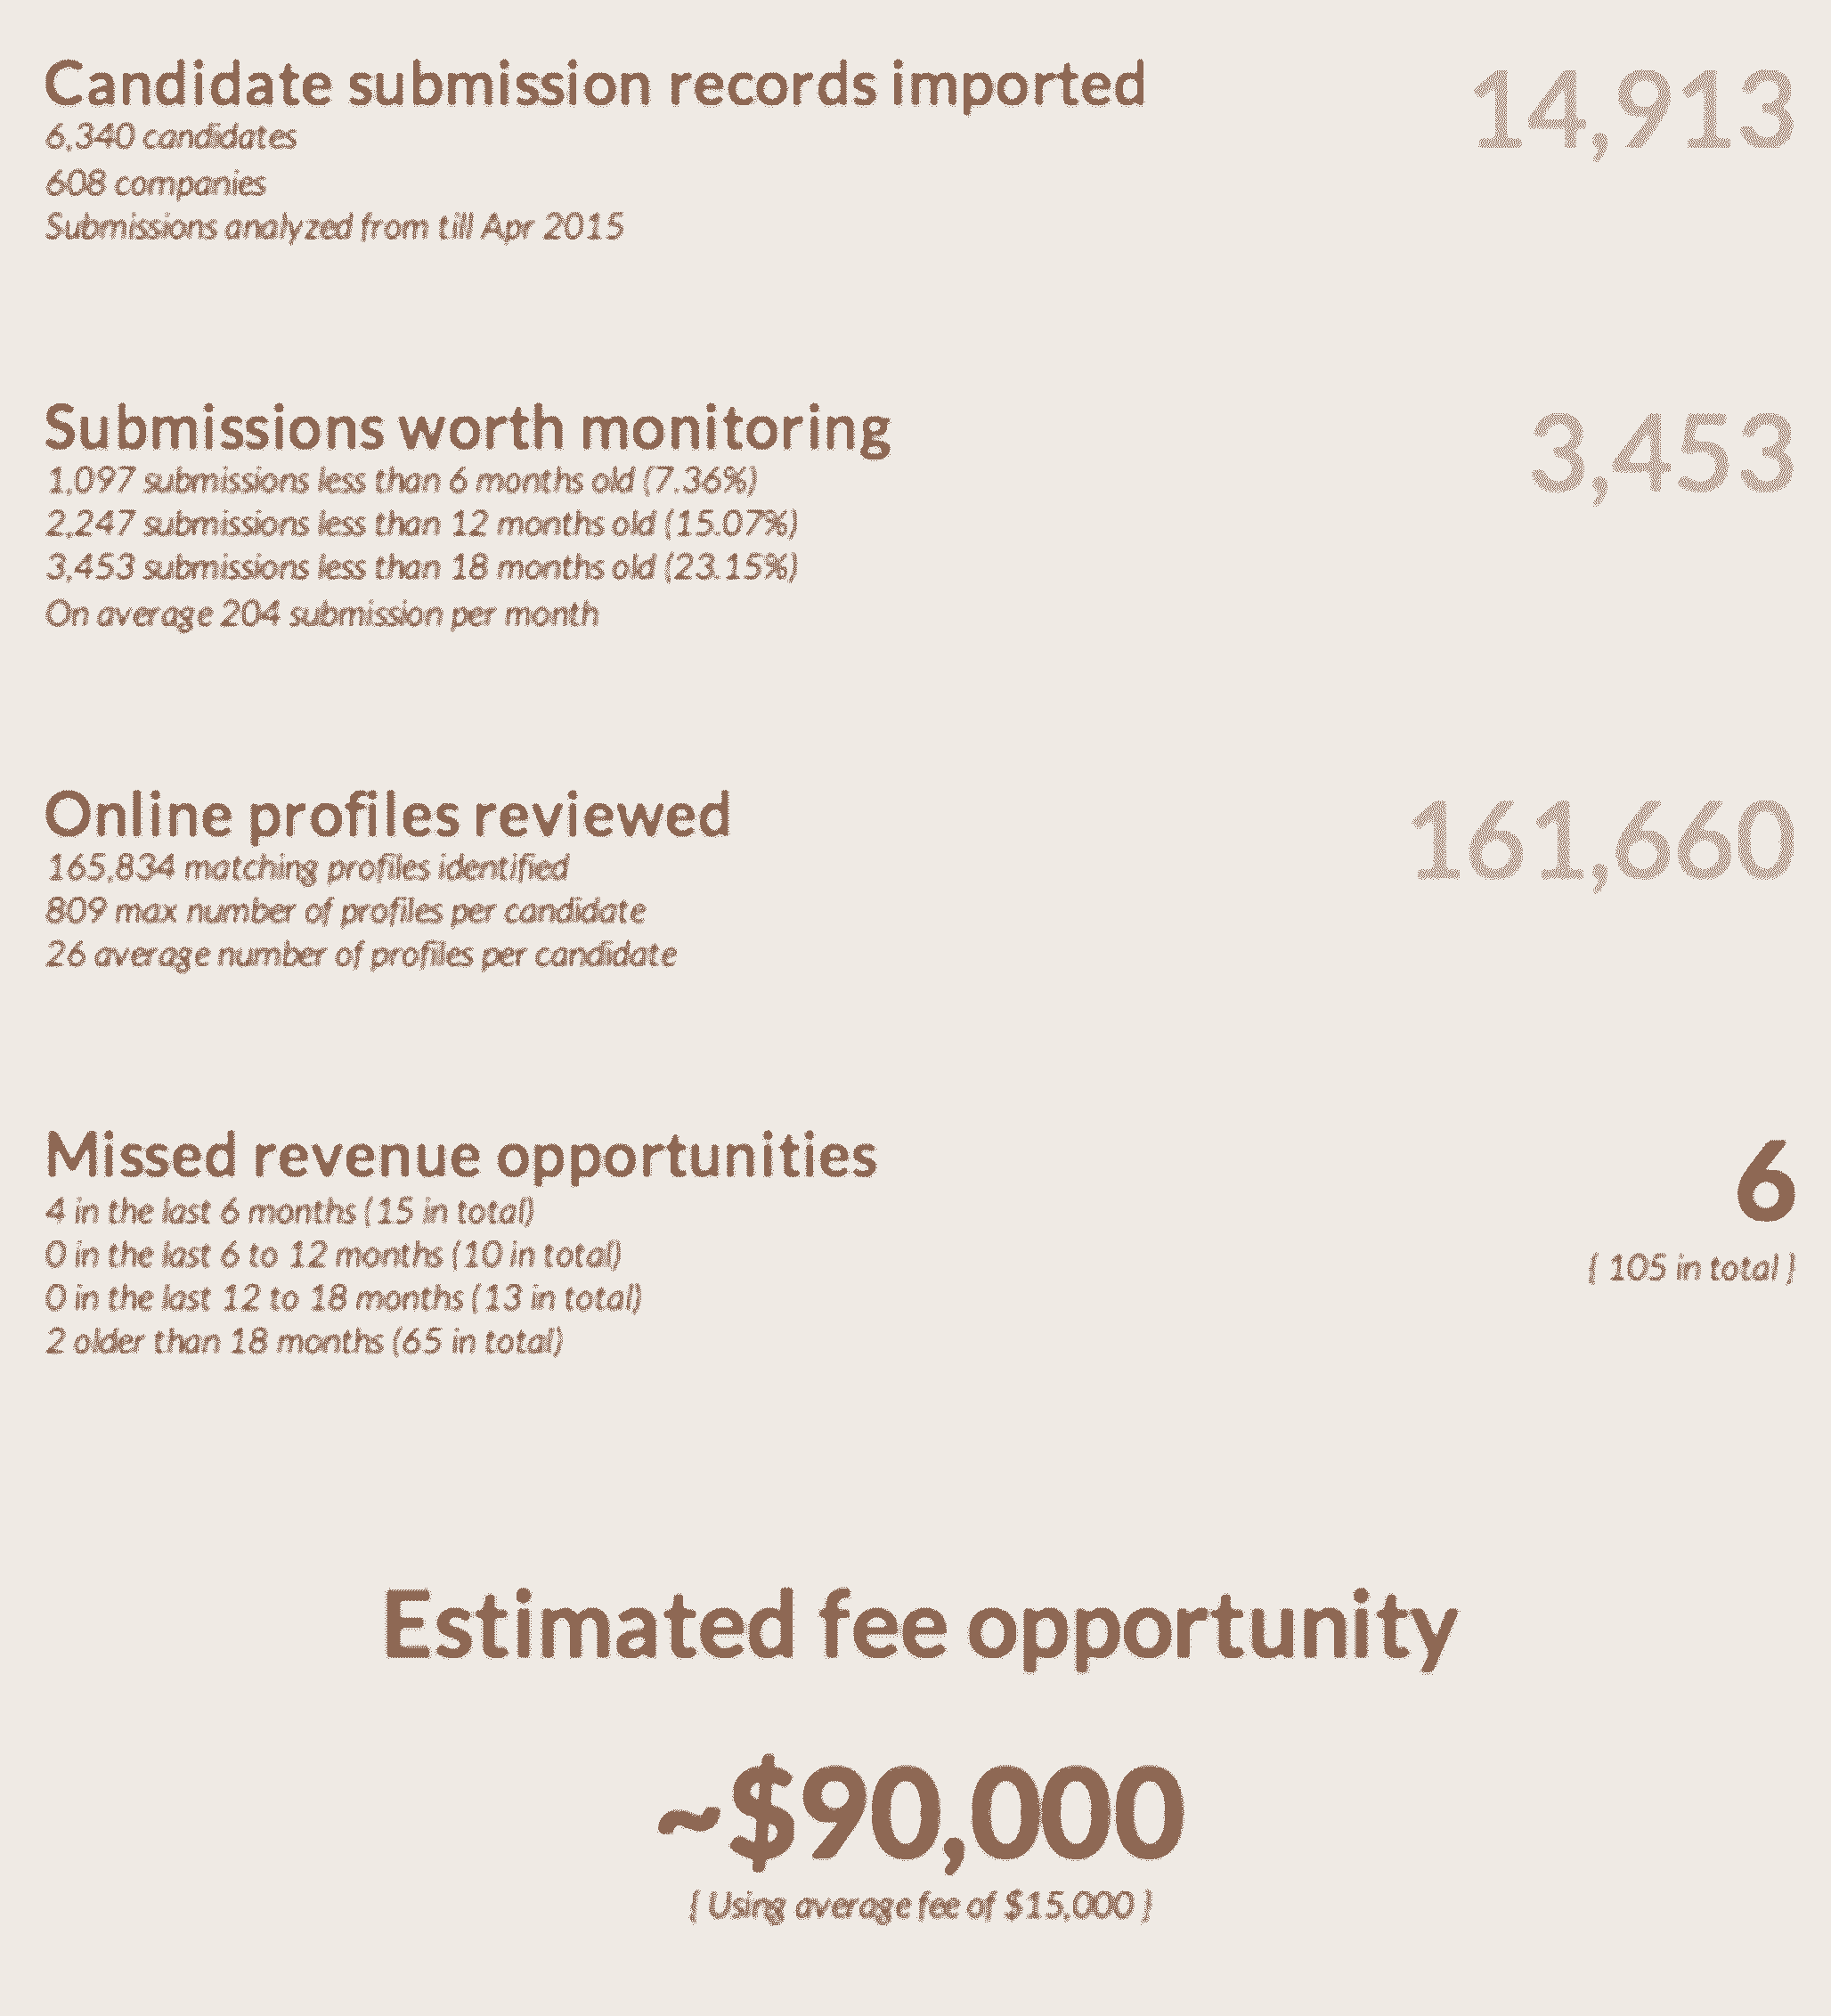 Candidate submission records imported
14,913
6,340 candidates
608 companies
Submissions analyzed from till Apr 2015
Submissions worth monitoring
3,453
1,097 submissions less than 6 months old (7.36%)
2,247 submissions less than 12 months old (15.07%)
3,453 submissions less than 18 months old (23.15%)
On average 204 submission per month
Online profiles reviewed
161,660
165,834 matching profiles identified
809 max number of profiles per candidate
26 average number of profiles per candidate
Missed revenue opportunities
6
4 in the last 6 months (15 in total)
0 in the last 6 to 12 months (10 in total)
{ 105 in total }
0 in the last 12 to 18 months (13 in total)
2 older than 18 months (65 in total)
Estimated fee opportunity
~$90,000
{ Using average fee of $15,000 }